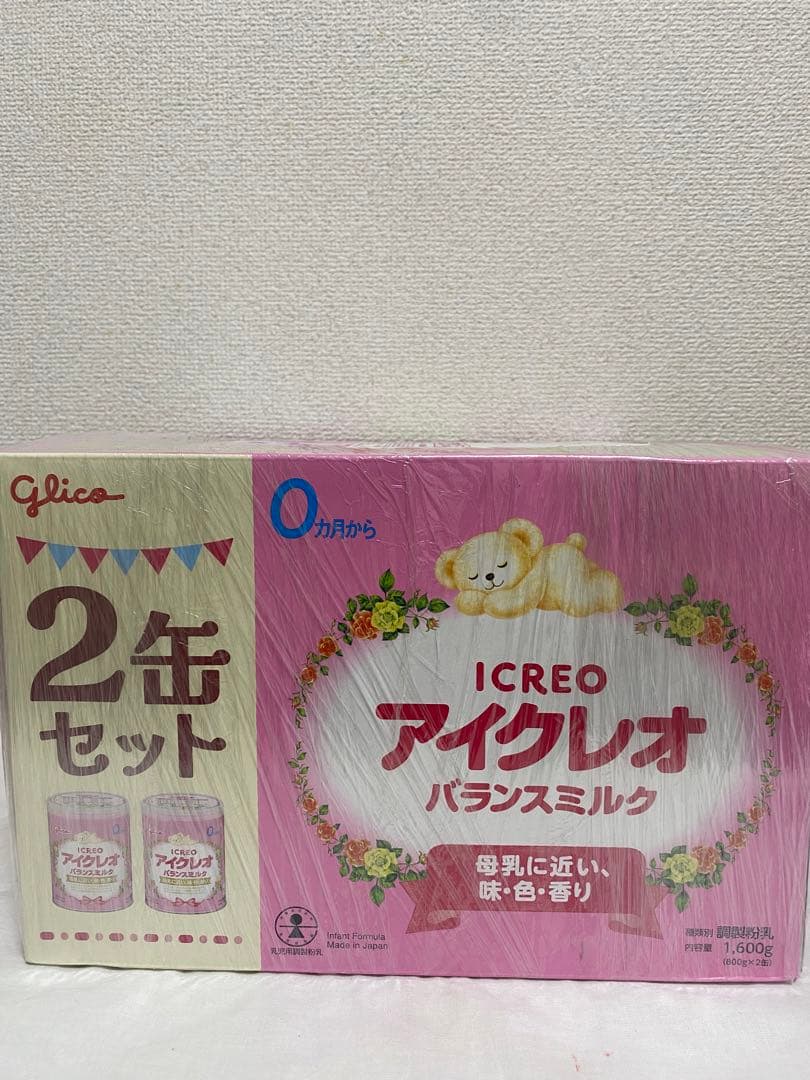 glico
2缶
セット
ICREO
アイクレオ
バランスミルク
0
ICREO
アイクレオ
バランスミルク
0カ月から
ICREO
アイクレオ
バランスミルク
母乳に近い、
味・色・香り
乳児用調製粉乳
Infant Formula
Made in Japan
種類別 調製粉乳
内容量 1,600g
(800g×2缶)